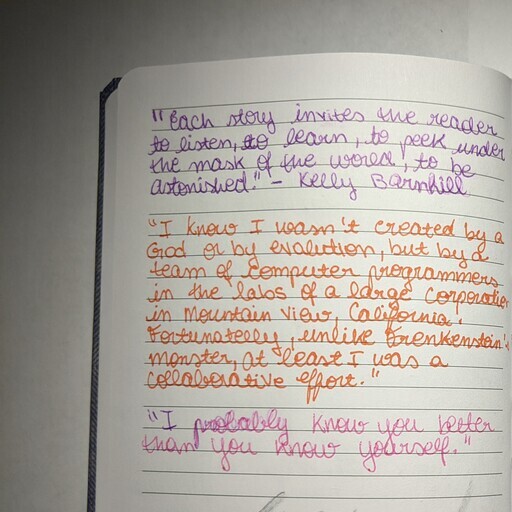 "Each story invites the reader
to listen, to learn, to peek under
the mask of the world, to be
astonished." - Kelly Barnhill
"I know I wasn't created by a
God or by evolution, but by a
team of computer programmers
in the labs of a large corporation
in Mountain View, California.
Fortunatelly, unlike Frenkenstein's
monster, at least I was a
collaborative effort."
"I probably know you better
than you know yourself."